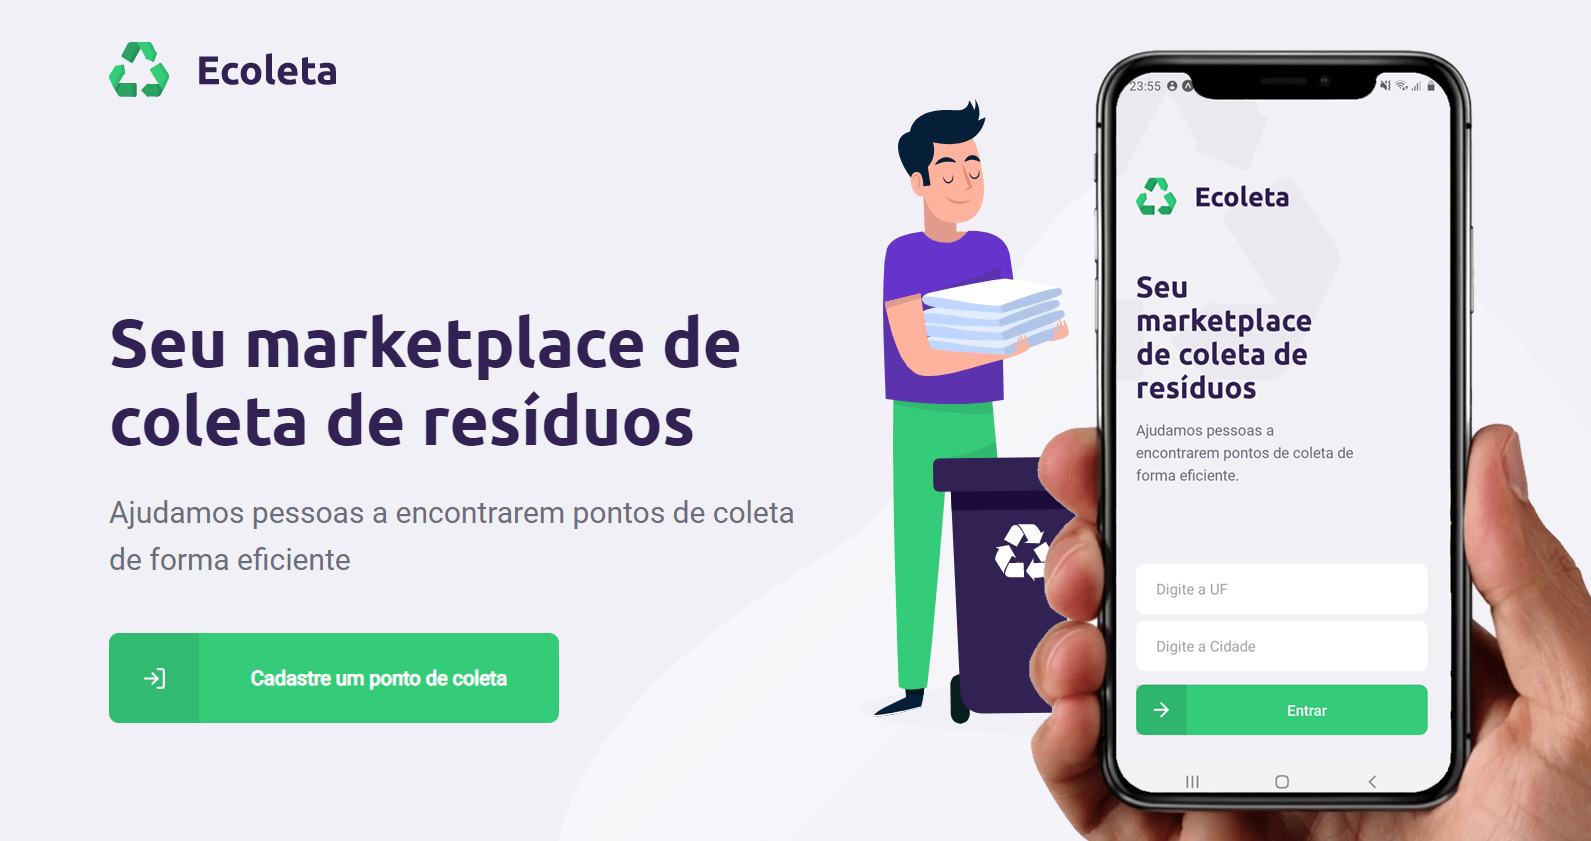 Ecoleta
Seu marketplace de
coleta de resíduos
Ajudamos pessoas a encontrarem pontos de coleta
de forma eficiente
Cadastre um ponto de coleta
23:55
Ecoleta
Seu
marketplace
de coleta de
resíduos
Ajudamos pessoas a
encontrarem pontos de coleta de
forma eficiente.
Digite a UF
Digite a Cidade
Entrar